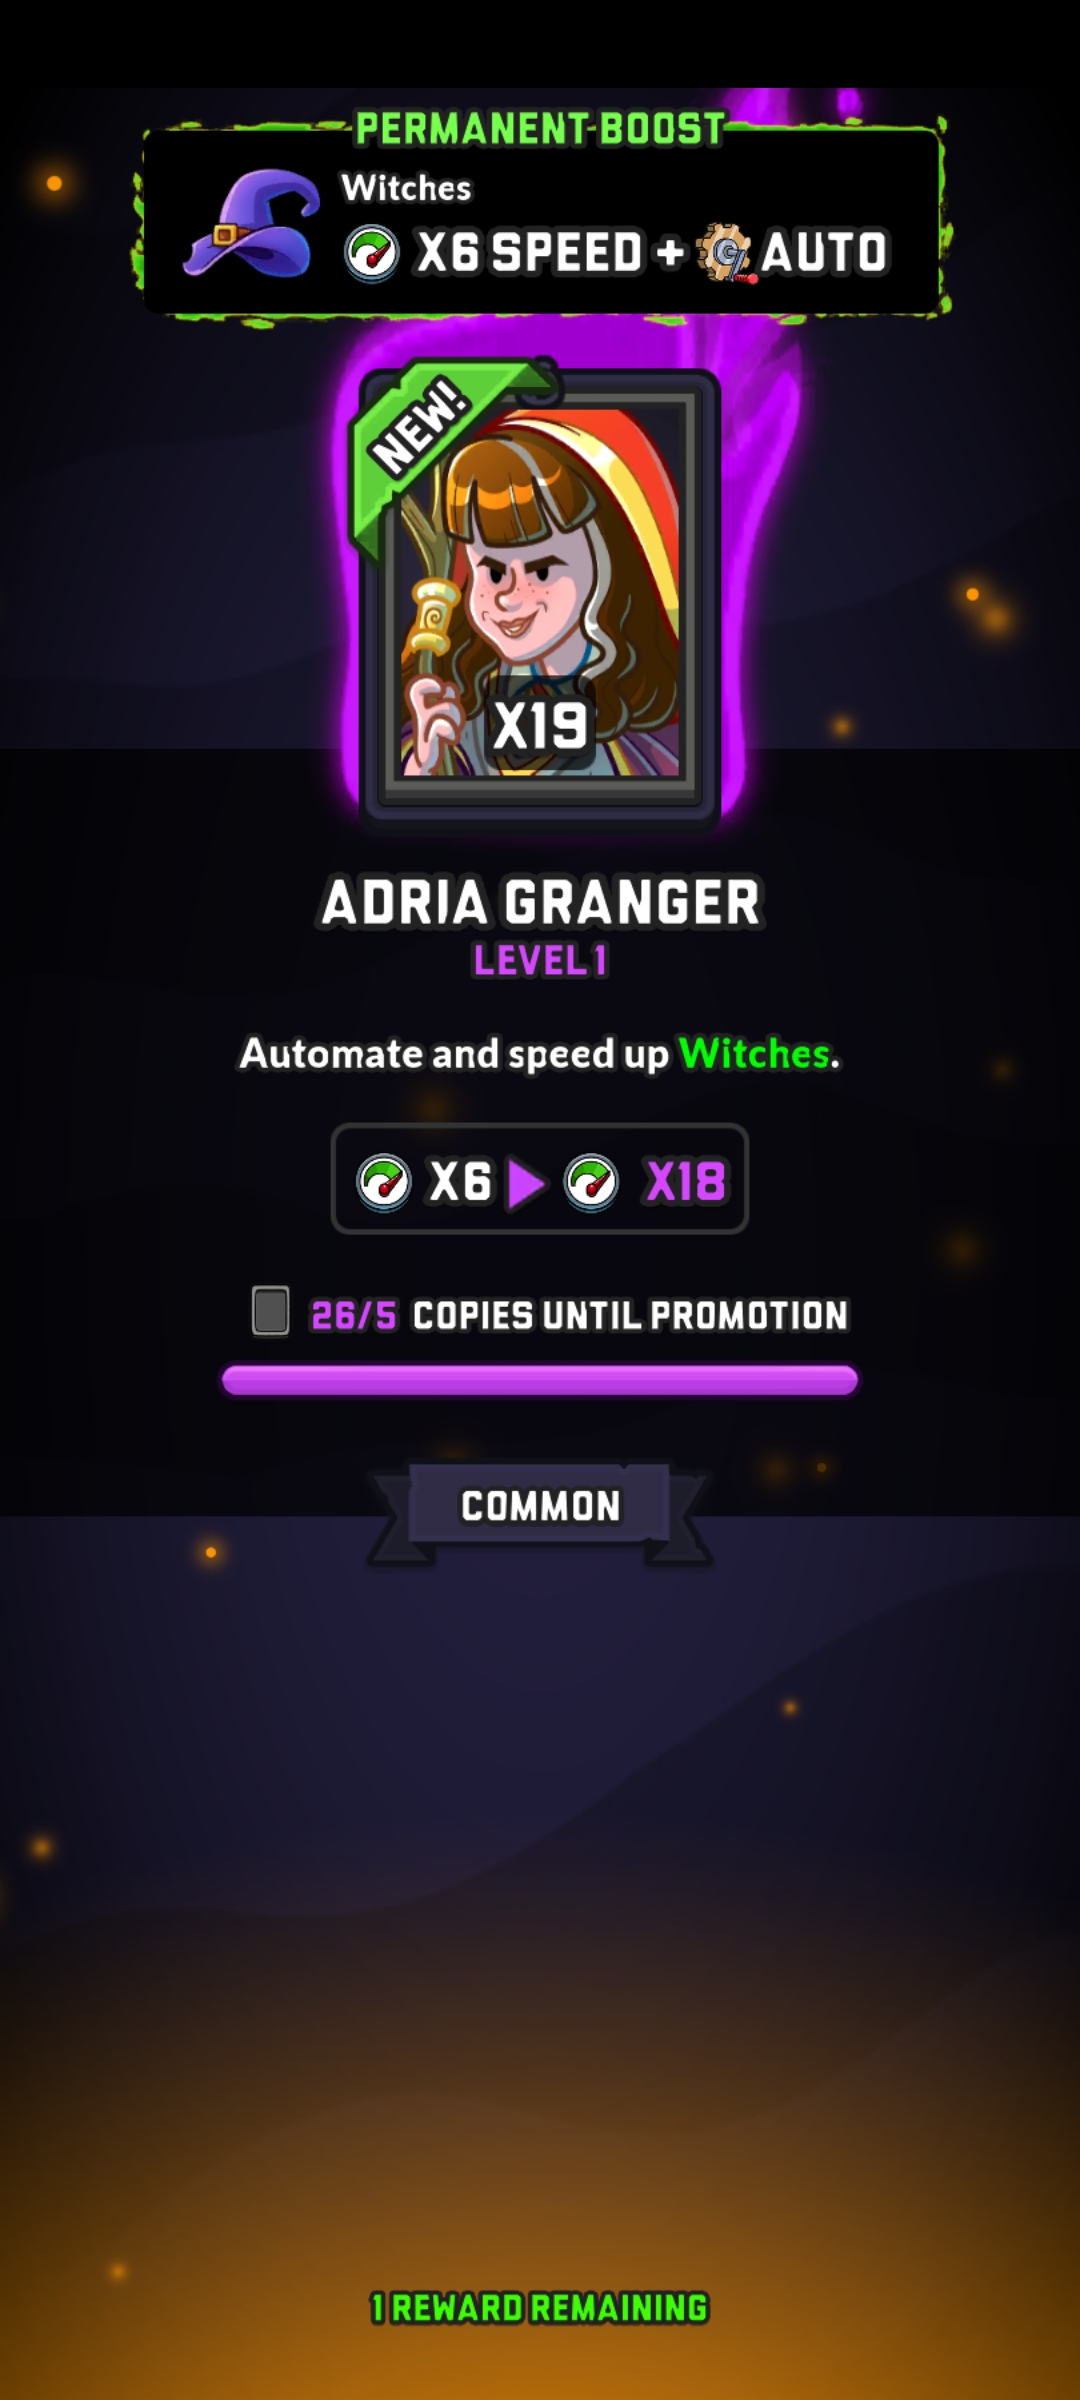 PERMANENT BOOST
Witches
X6 SPEED + AUTO
NEW!
X19
ADRIA GRANGER
LEVEL 1
Automate and speed up Witches.
X6 X18
26/5 COPIES UNTIL PROMOTION
COMMON
1 REWARD REMAINING